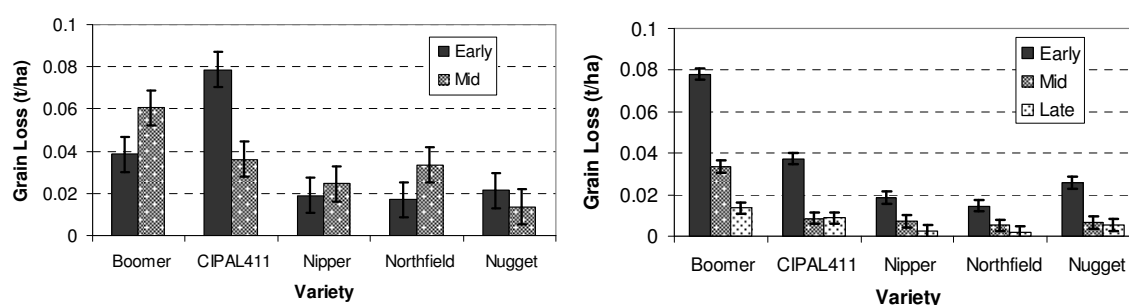 0.1
0.08
0.06
0.04
0.02
0
Grain Loss (t/ha)
Early
Mid
Boomer CIPAL411 Nipper Northfield Nugget
Variety
0.1
0.08
0.06
0.04
0.02
0
Grain Loss (t/ha)
Early
Mid
Late
Boomer CIPAL411 Nipper Northfield Nugget
Variety